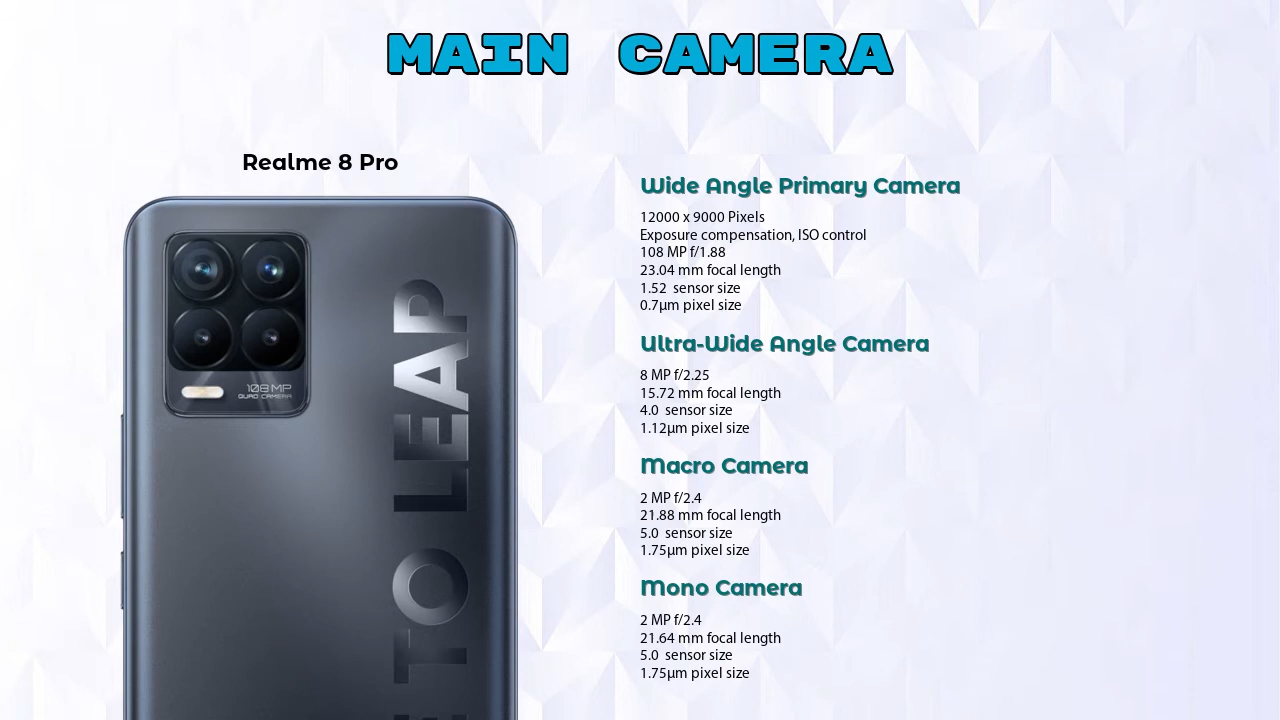 MAIN CAMERA
Realme 8 Pro
108 MP
QUAD CAMERA
E TO LEAP
Wide Angle Primary Camera
12000 x 9000 Pixels
Exposure compensation, ISO control
108 MP f/1.88
23.04 mm focal length
1.52  sensor size
0.7µm pixel size
Ultra-Wide Angle Camera
8 MP f/2.25
15.72 mm focal length
4.0  sensor size
1.12µm pixel size
Macro Camera
2 MP f/2.4
21.88 mm focal length
5.0  sensor size
1.75µm pixel size
Mono Camera
2 MP f/2.4
21.64 mm focal length
5.0  sensor size
1.75µm pixel size